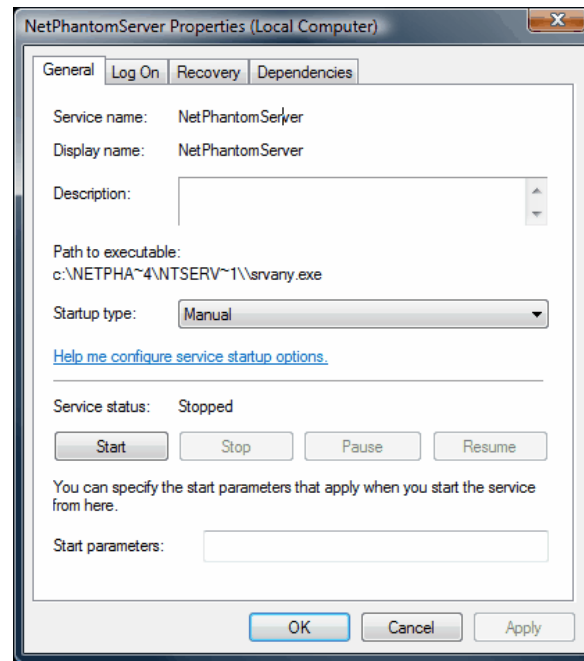 NetPhantomServer Properties (Local Computer)
General Log On Recovery Dependencies
Service name: NetPhantomServer
Display name: NetPhantomServer
Description:
Path to executable:
c:\NETPHA~4\NTSERV~1\\srvany.exe
Startup type: Manual
Help me configure service startup options.
Service status: Stopped
Start Stop Pause Resume
You can specify the start parameters that apply when you start the service
from here.
Start parameters:
OK Cancel Apply